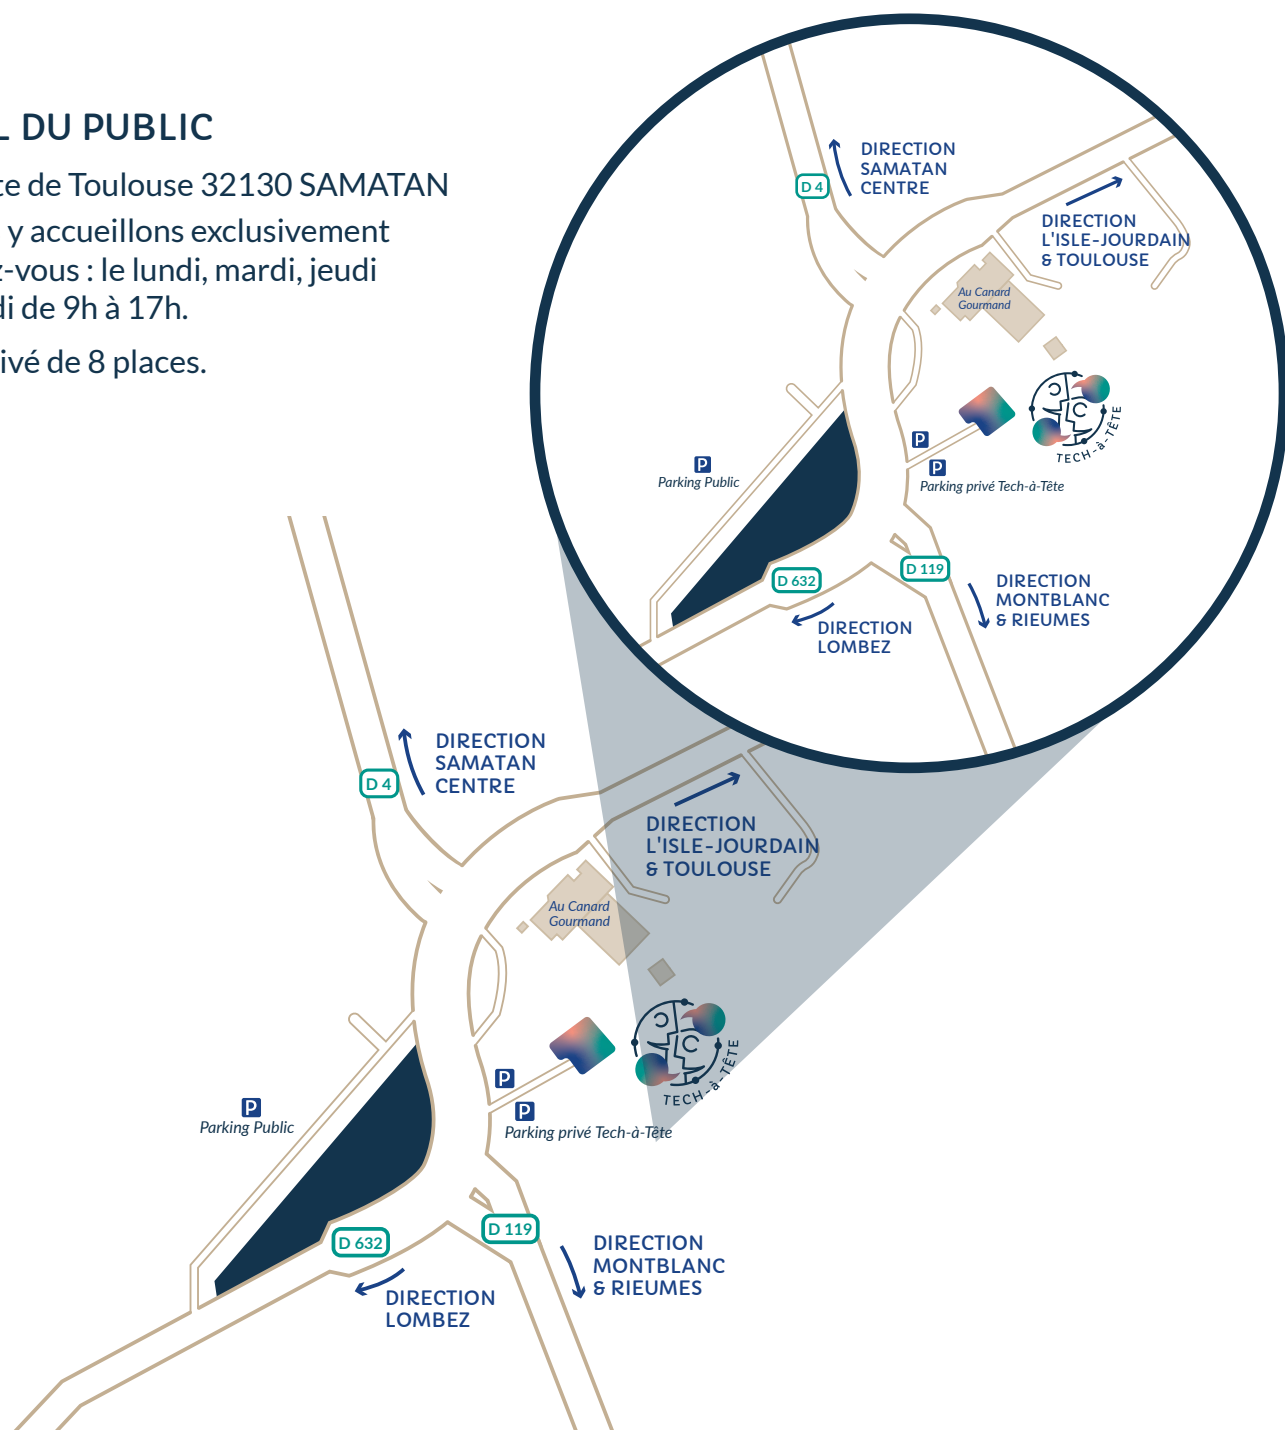 L DU PUBLIC
te de Toulouse 32130 SAMATAN
y accueillons exclusivement
z-vous : le lundi, mardi, jeudi
di de 9h à 17h.
ivé de 8 places.
DIRECTION
SAMATAN
CENTRE
D 4
DIRECTION
L'ISLE-JOURDAIN
& TOULOUSE
Au Canard
Gourmand
TECH-à-TÊTE
P
P
Parking Public
P
Parking privé Tech-à-Tête
D 632
D 119
DIRECTION
MONTBLANC
& RIEUMES
DIRECTION
LOMBEZ
DIRECTION
SAMATAN
CENTRE
D 4
DIRECTION
L'ISLE-JOURDAIN
& TOULOUSE
Au Canard
Gourmand
TECH-à-TÊTE
P
P
Parking Public
P
Parking privé Tech-à-Tête
D 632
D 119
DIRECTION
MONTBLANC
& RIEUMES
DIRECTION
LOMBEZ